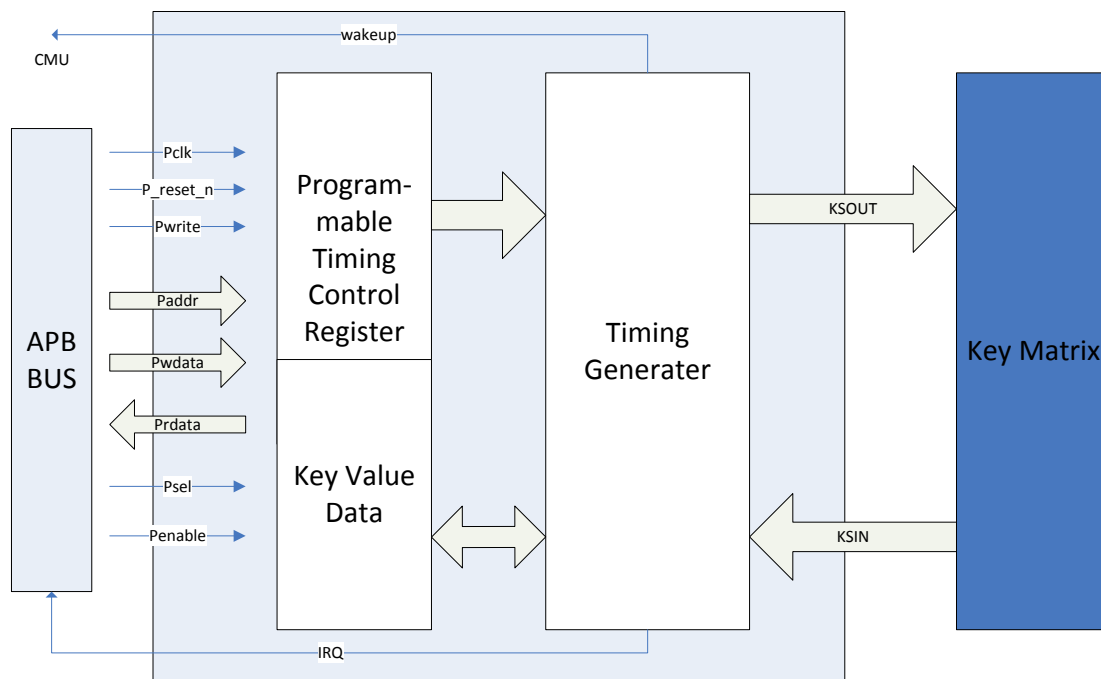 wakeup
CMU
Pclk
P_reset_n
Pwrite
Paddr
Pwdata
Prdata
Psel
Penable
APB
BUS
Program-
mable
Timing
Control
Register
Key Value
Data
Timing
Generater
KSOUT
KSIN
Key Matrix
IRQ